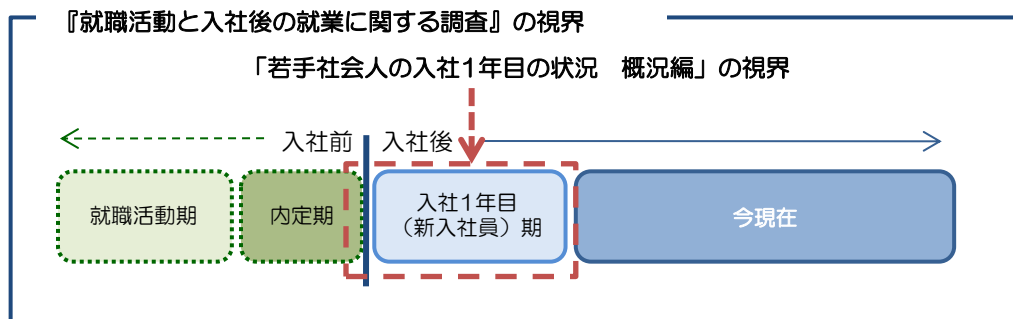 『就職活動と入社後の就業に関する調査』の視界
「若手社会人の入社1年目の状況　概況編」の視界
入社前
入社後
就職活動期
内定期
入社1年目
（新入社員）期
今現在